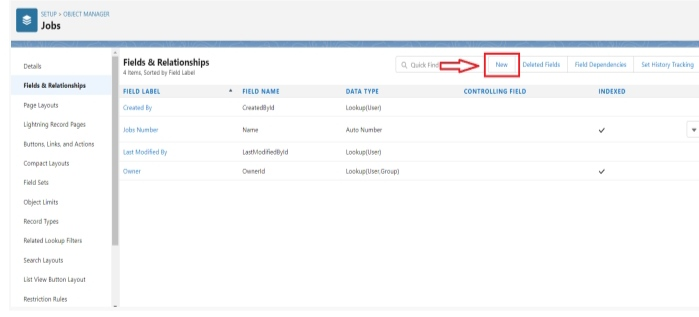 SETUP > OBJECT MANAGER
Jobs
Details
Fields & Relationships
Page Layouts
Lightning Record Pages
Buttons, Links, and Actions
Compact Layouts
Field Sets
Object Limits
Record Types
Related Lookup Filters
Search Layouts
List View Button Layout
Restriction Rules
Fields & Relationships
4 Items, Sorted by Field Label
Quick Find
New
Deleted Fields
Field Dependencies
Set History Tracking
FIELD LABEL FIELD NAME DATA TYPE CONTROLLING FIELD INDEXED
Created By CreatedById Lookup(User)
Jobs Number Name Auto Number
Last Modified By LastModifiedById Lookup(User)
Owner OwnerId Lookup(User,Group)